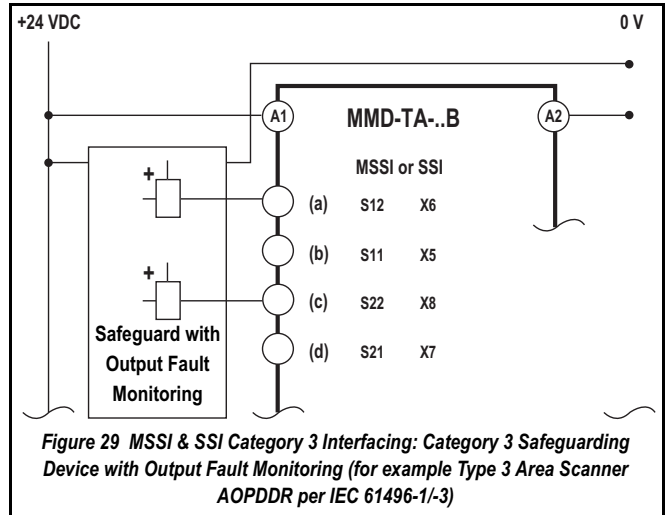 +24 VDC
0 V
A1
MMD-TA-..B
A2
MSSI or SSI
+
(a) S12 X6
(b) S11 X5
+
(c) S22 X8
(d) S21 X7
Safeguard with
Output Fault
Monitoring
Figure 29 MSSI & SSI Category 3 Interfacing: Category 3 Safeguarding
Device with Output Fault Monitoring (for example Type 3 Area Scanner
AOPDDR per IEC 61496-1/-3)